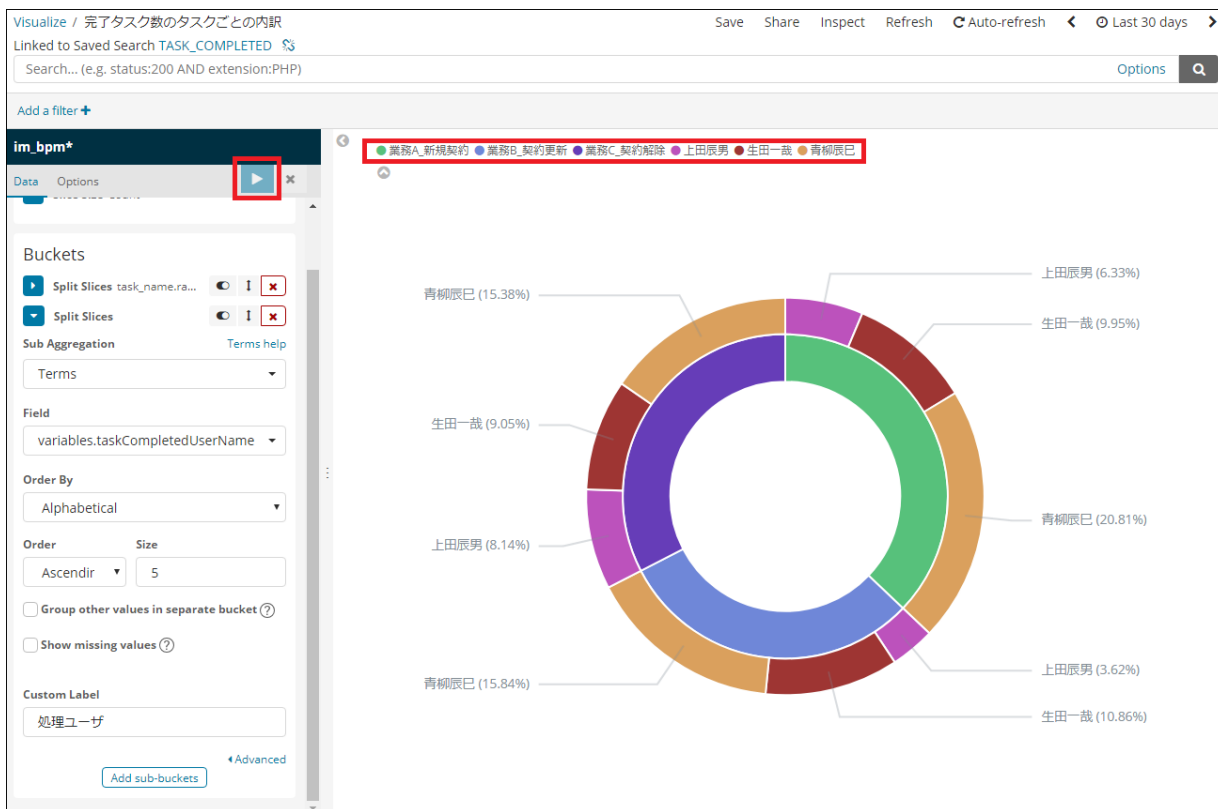 Visualize / 完了タスク数のタスクごとの内訳
Save Share Inspect Refresh Auto-refresh Last 30 days
Linked to Saved Search TASK_COMPLETED
Search... (e.g. status:200 AND extension:PHP)
Options
Add a filter +
im_bpm*
Data Options
Buckets
Split Slices task_name.ra...
Split Slices
Sub Aggregation Terms help
Terms
Field
variables.taskCompletedUserName
Order By
Alphabetical
Order Size
Ascendir 5
Group other values in separate bucket
Show missing values
Custom Label
処理ユーザ
Advanced
Add sub-buckets
業務A_新規契約 業務B_契約更新 業務C_契約解除 上田辰男 生田一哉 青柳辰巳
上田辰男 (6.33%)
青柳辰巳 (15.38%)
生田一哉 (9.95%)
生田一哉 (9.05%)
青柳辰巳 (20.81%)
上田辰男 (8.14%)
上田辰男 (3.62%)
青柳辰巳 (15.84%)
生田一哉 (10.86%)